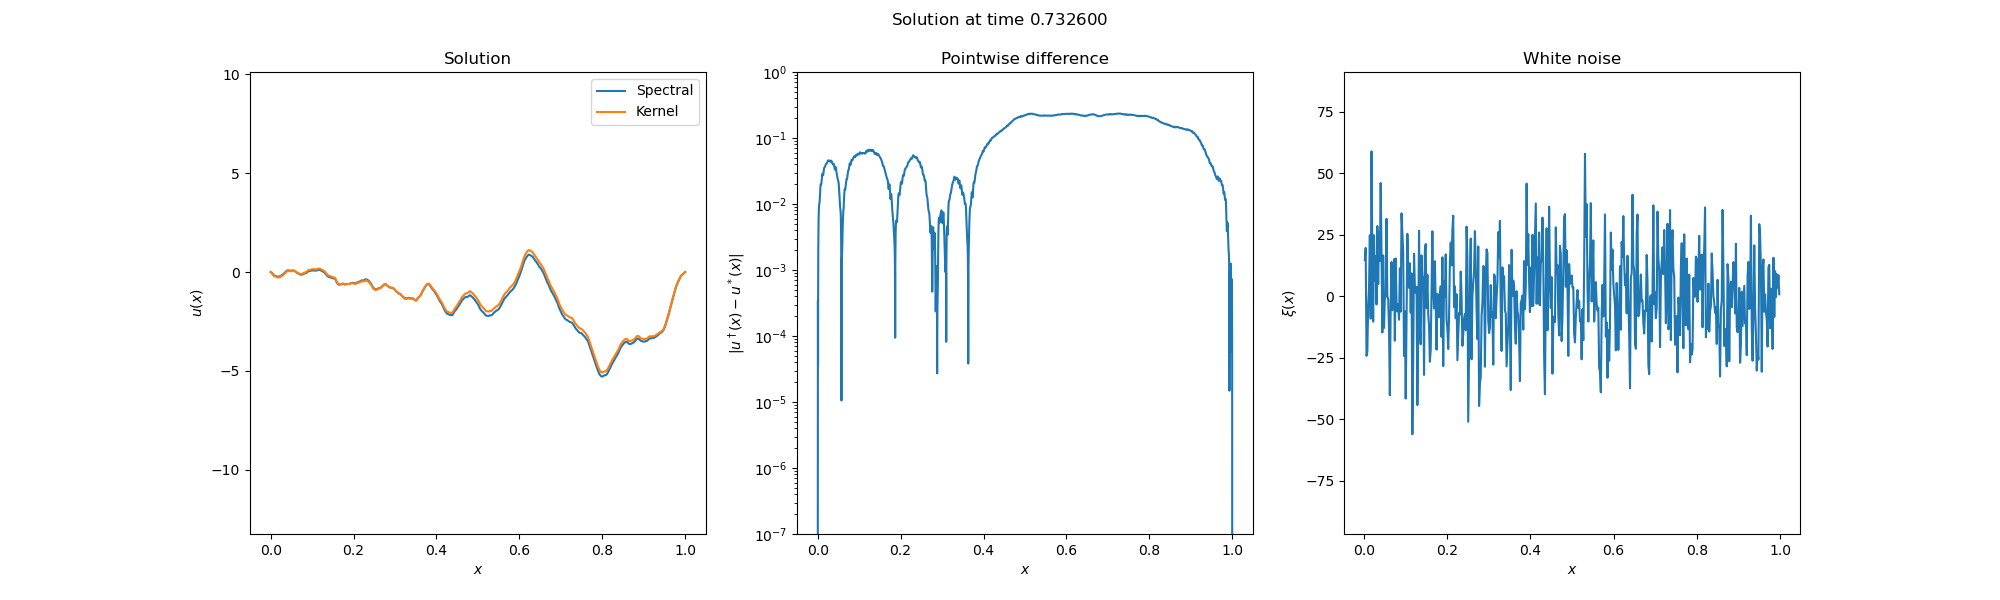 Solution at time 0.732600
Solution
10
5
0
−5
−10
u(x)
Spectral
Kernel
0.0 0.2 0.4 0.6 0.8 1.0
x
Pointwise difference
10⁰
10⁻¹
10⁻²
10⁻³
10⁻⁴
10⁻⁵
10⁻⁶
10⁻⁷
|u†(x) − u*(x)|
0.0 0.2 0.4 0.6 0.8 1.0
x
White noise
75
50
25
0
−25
−50
−75
ξ(x)
0.0 0.2 0.4 0.6 0.8 1.0
x